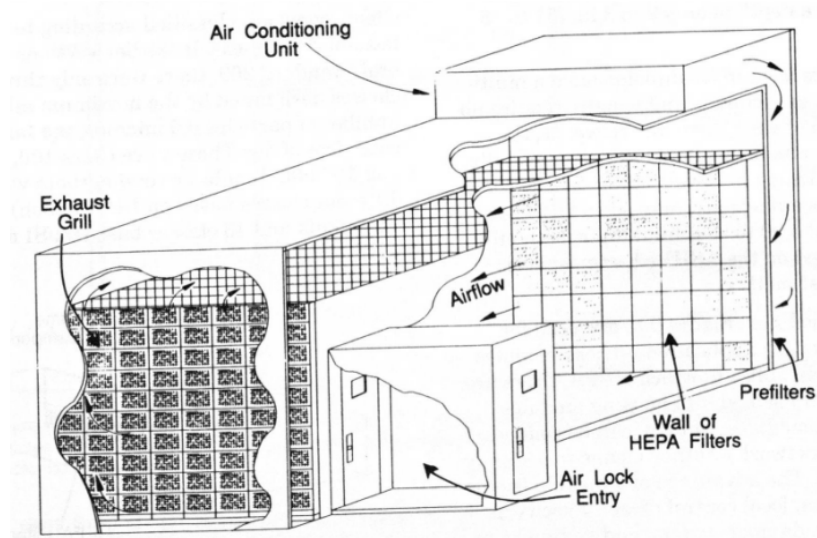 Air Conditioning
Unit
Exhaust
Grill
Airflow
Prefilters
Wall of
HEPA Filters
Air Lock
Entry